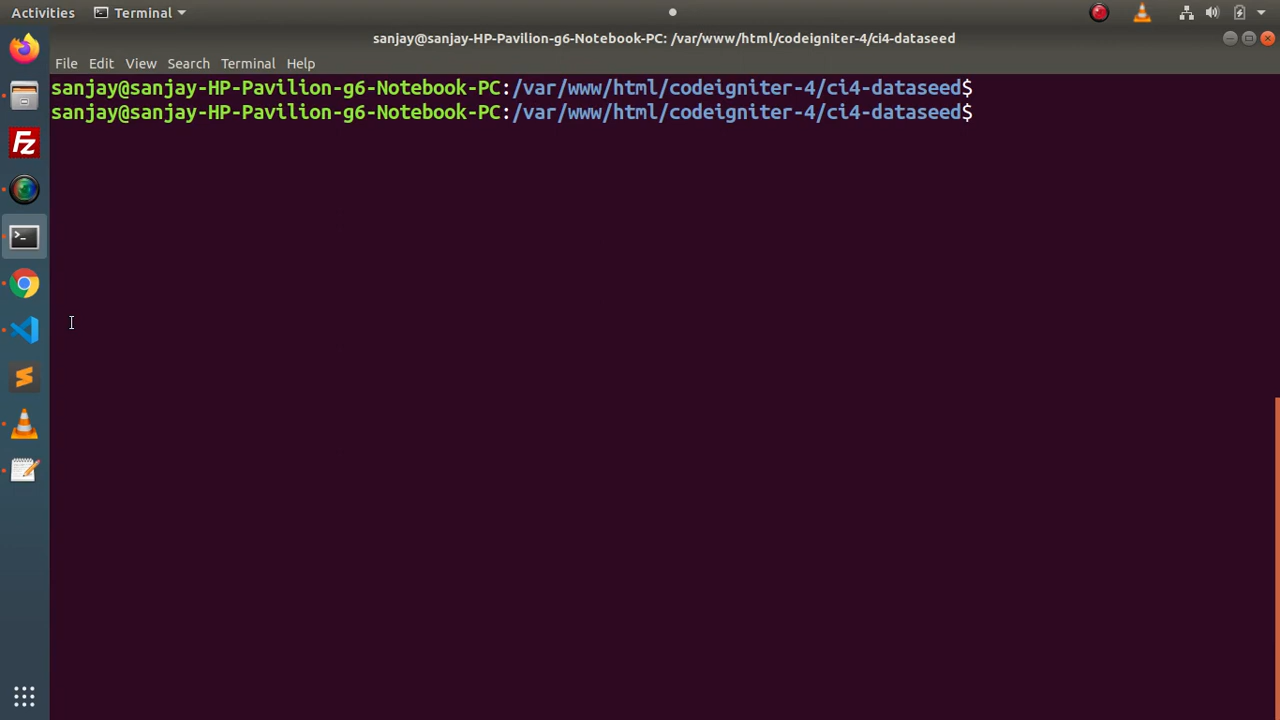 Activities Terminal
sanjay@sanjay-HP-Pavilion-g6-Notebook-PC: /var/www/html/codeigniter-4/ci4-dataseed
File Edit View Search Terminal Help
sanjay@sanjay-HP-Pavilion-g6-Notebook-PC:/var/www/html/codeigniter-4/ci4-dataseed$
sanjay@sanjay-HP-Pavilion-g6-Notebook-PC:/var/www/html/codeigniter-4/ci4-dataseed$
Fz